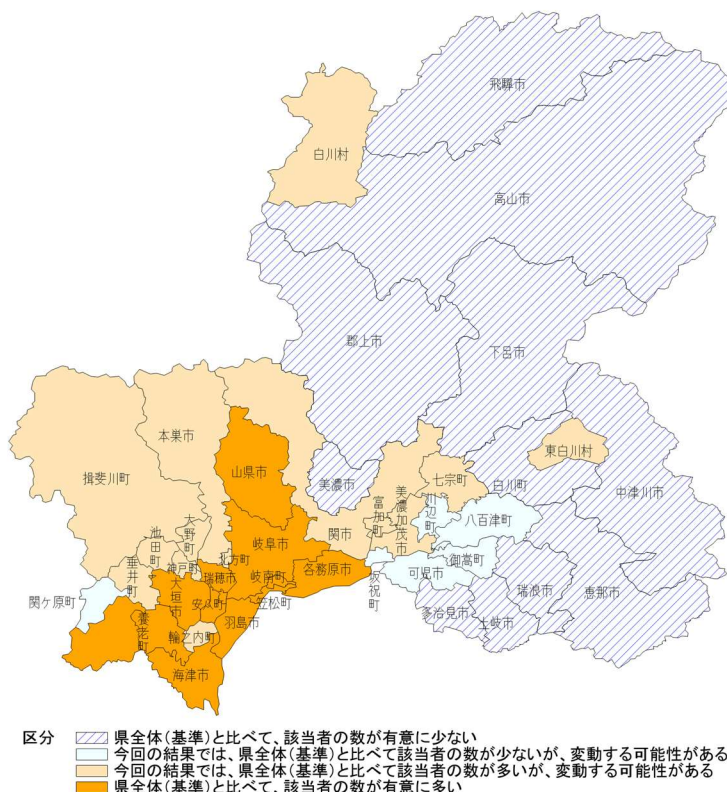 飛騨市
白川村
高山市
郡上市
下呂市
本巣市
東白川村
山県市
揖斐川町
美濃市
七宗町
白川町
中津川市
富加町
美濃加茂市
川辺町
八百津町
大野町
池田町
関市
岐阜市
北方町
神戸町
御嵩町
垂井町
瑞穂市
岐南町
各務原市
可児市
坂祝町
瑞浪市
恵那市
関ケ原町
大垣市
安八町
笠松町
多治見市
土岐市
羽島市
養老町
輪之内町
海津市
区分
県全体(基準)と比べて、該当者の数が有意に少ない
今回の結果では、県全体(基準)と比べて該当者の数が少ないが、変動する可能性がある
今回の結果では、県全体(基準)と比べて該当者の数が多いが、変動する可能性がある
県全体(基準)と比べて、該当者の数が有意に多い